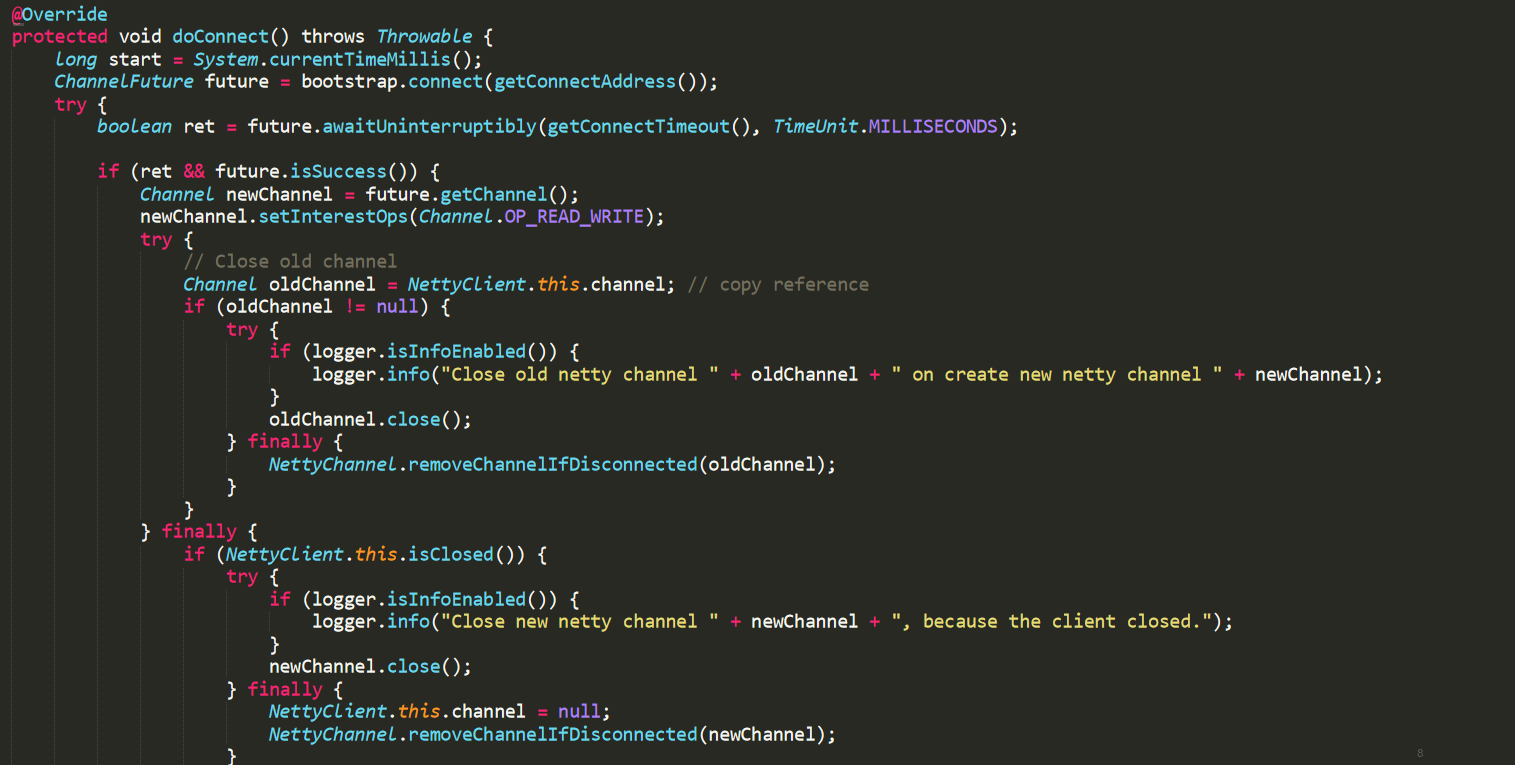 @Override
protected void doConnect() throws Throwable {
    long start = System.currentTimeMillis();
    ChannelFuture future = bootstrap.connect(getConnectAddress());
    try {
        boolean ret = future.awaitUninterruptibly(getConnectTimeout(), TimeUnit.MILLISECONDS);

        if (ret && future.isSuccess()) {
            Channel newChannel = future.getChannel();
            newChannel.setInterestOps(Channel.OP_READ_WRITE);
            try {
                // Close old channel
                Channel oldChannel = NettyClient.this.channel; // copy reference
                if (oldChannel != null) {
                    try {
                        if (logger.isInfoEnabled()) {
                            logger.info("Close old netty channel " + oldChannel + " on create new netty channel " + newChannel);
                        }
                        oldChannel.close();
                    } finally {
                        NettyChannel.removeChannelIfDisconnected(oldChannel);
                    }
                }
            } finally {
                if (NettyClient.this.isClosed()) {
                    try {
                        if (logger.isInfoEnabled()) {
                            logger.info("Close new netty channel " + newChannel + ", because the client closed.");
                        }
                        newChannel.close();
                    } finally {
                        NettyClient.this.channel = null;
                        NettyChannel.removeChannelIfDisconnected(newChannel);
                    }
8